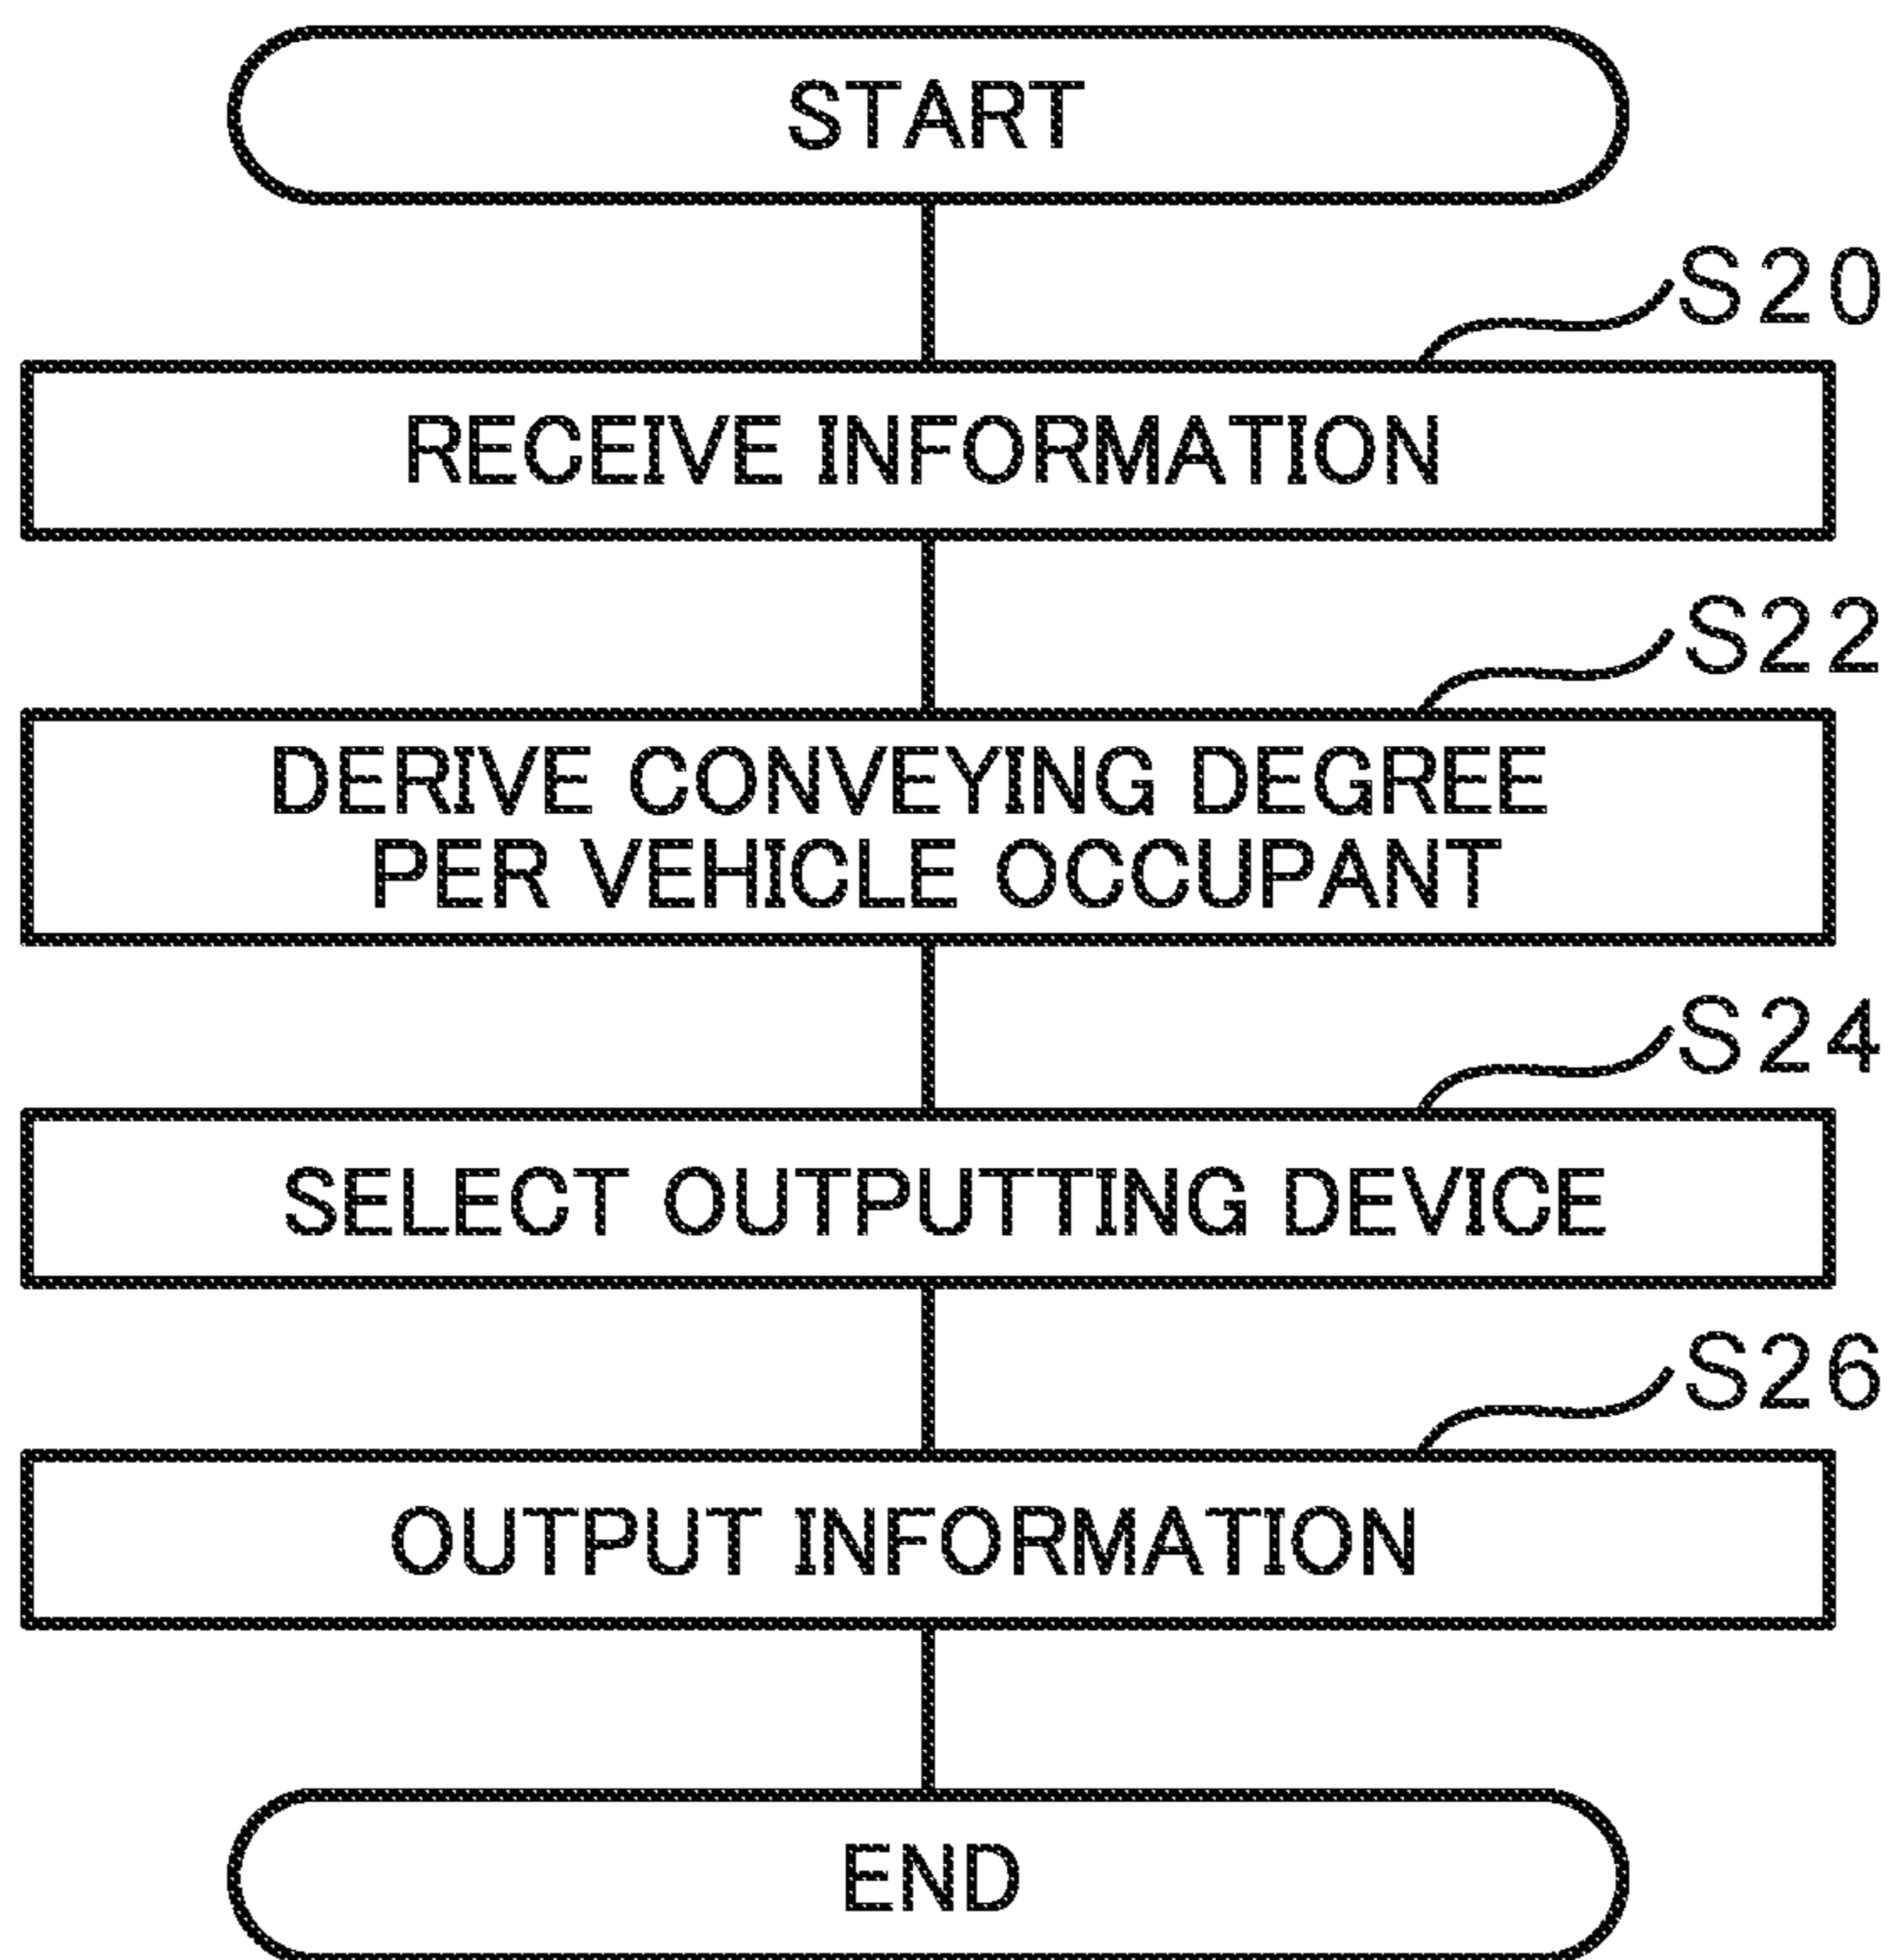 START
S20
RECEIVE INFORMATION
S22
DERIVE CONVEYING DEGREE
PER VEHICLE OCCUPANT
S24
SELECT OUTPUTTING DEVICE
S26
OUTPUT INFORMATION
END